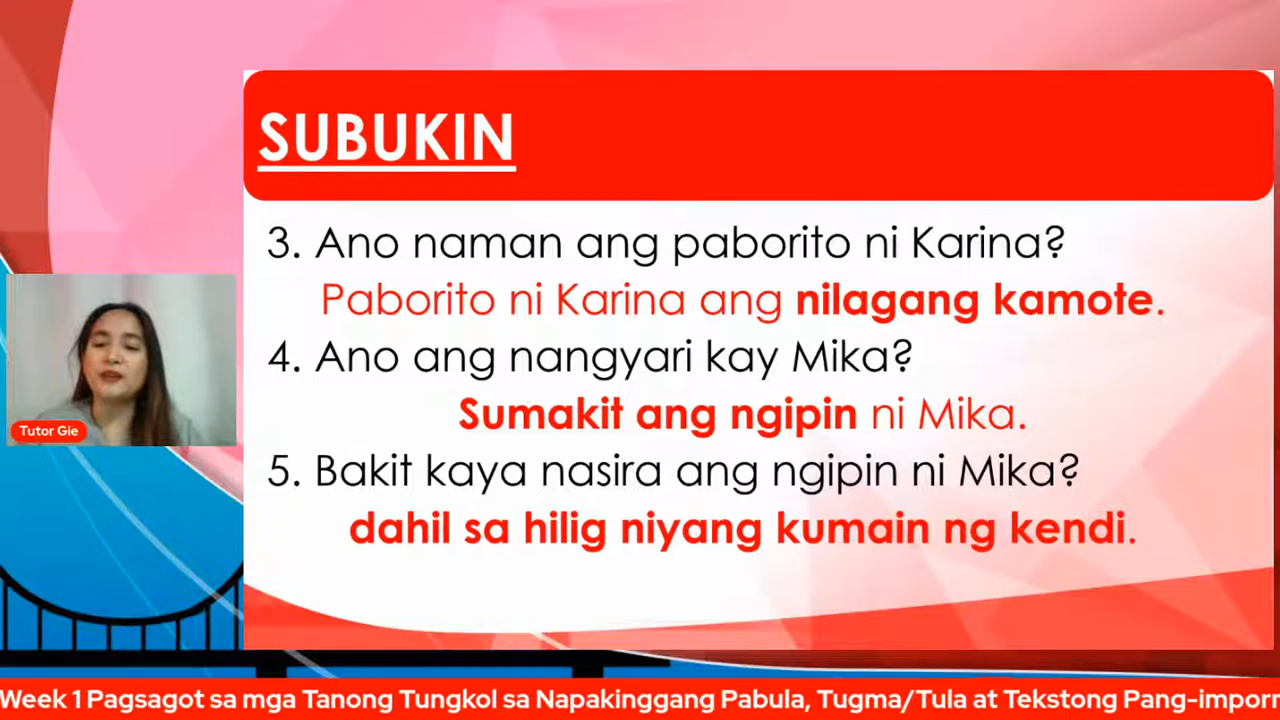 SUBUKIN
3. Ano naman ang paborito ni Karina?
Paborito ni Karina ang nilagang kamote.
4. Ano ang nangyari kay Mika?
Sumakit ang ngipin ni Mika.
5. Bakit kaya nasira ang ngipin ni Mika?
dahil sa hilig niyang kumain ng kendi.
Tutor Gie
Week 1 Pagsagot sa mga Tanong Tungkol sa Napakinggang Pabula, Tugma/Tula at Tekstong